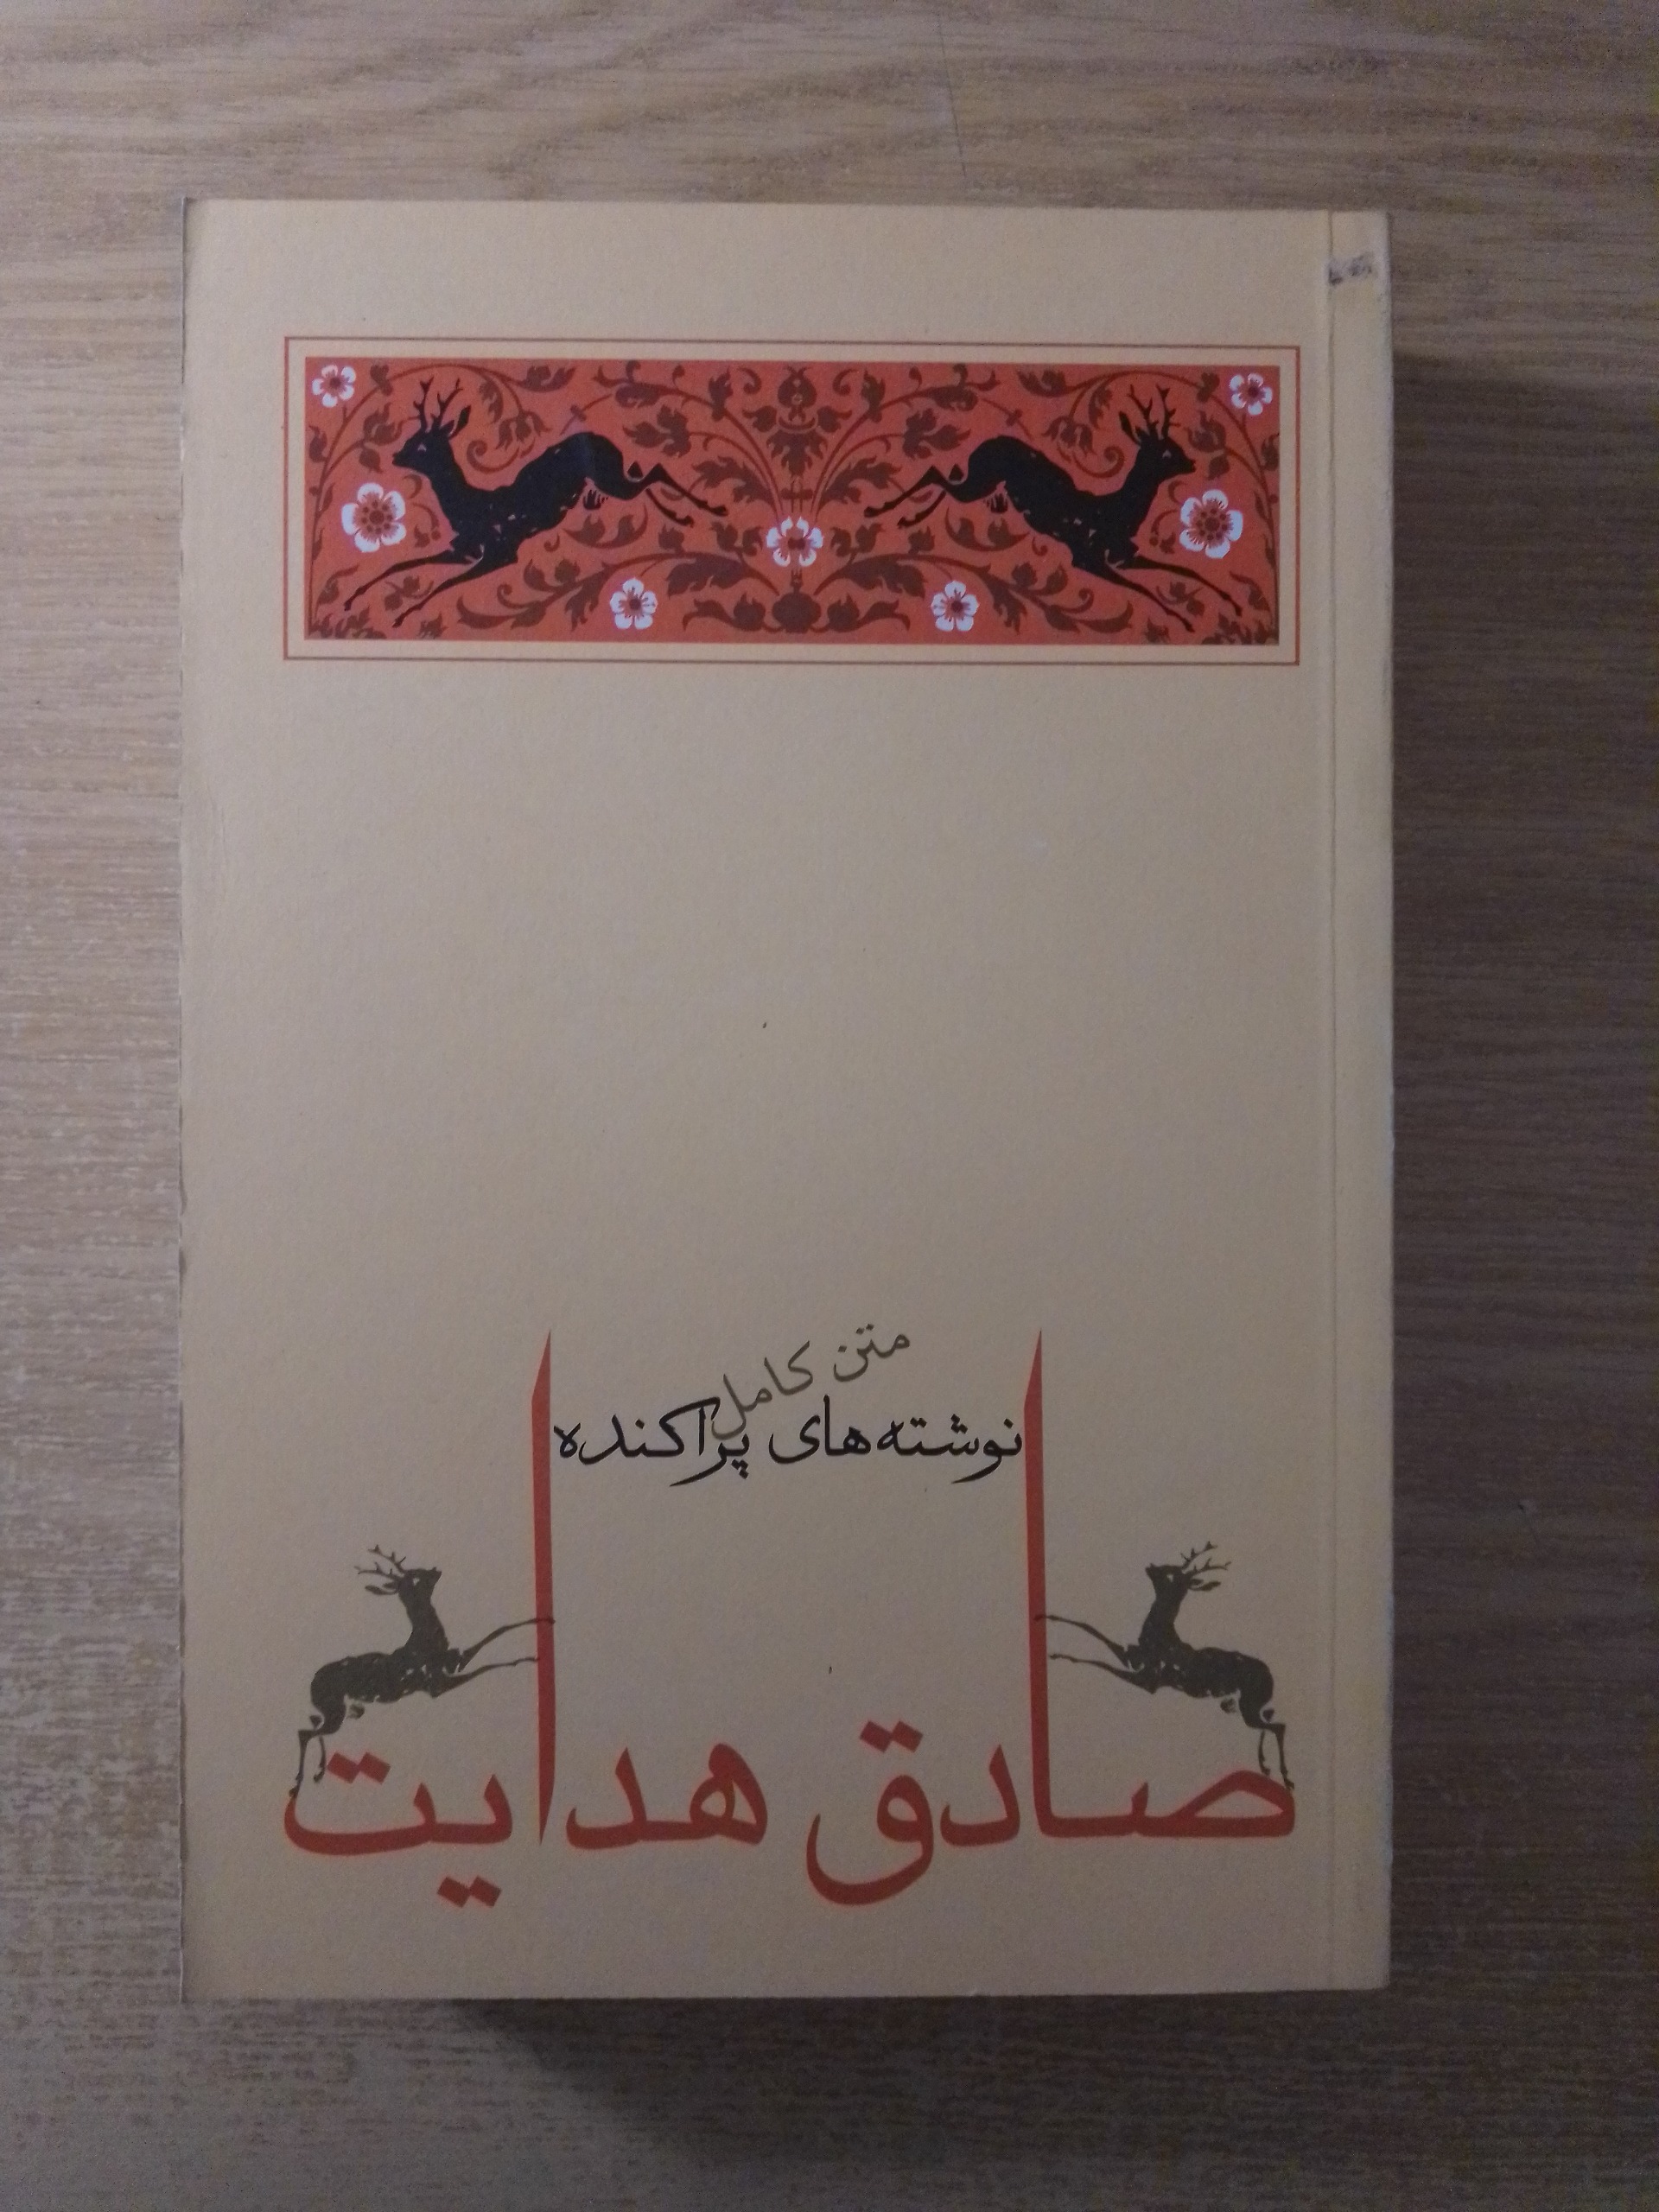 متن کامل
نوشته‌های پراکنده
صادق هدایت